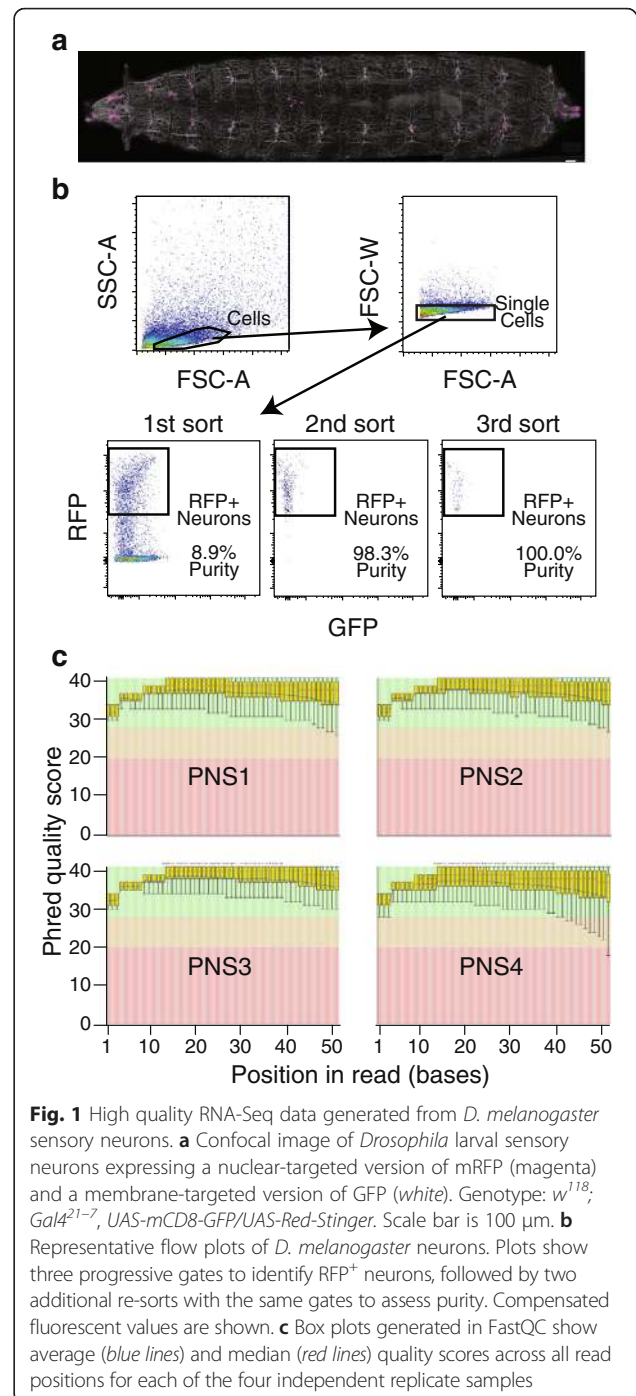 a
b
SSC-A
Cells
FSC-A
FSC-W
Single
Cells
FSC-A
1st sort
2nd sort
3rd sort
RFP
RFP+
Neurons
8.9%
Purity
RFP+
Neurons
98.3%
Purity
RFP+
Neurons
100.0%
Purity
GFP
c
Phred quality score
40
30
20
10
0
PNS1
PNS2
40
30
20
10
0
PNS3
PNS4
1 10 20 30 40 50
1 10 20 30 40 50
Position in read (bases)
Fig. 1 High quality RNA-Seq data generated from D. melanogaster
sensory neurons. a Confocal image of Drosophila larval sensory
neurons expressing a nuclear-targeted version of mRFP (magenta)
and a membrane-targeted version of GFP (white). Genotype: w¹¹⁸;
Gal4²¹⁻⁷, UAS-mCD8-GFP/UAS-Red-Stinger. Scale bar is 100 μm. b
Representative flow plots of D. melanogaster neurons. Plots show
three progressive gates to identify RFP⁺ neurons, followed by two
additional re-sorts with the same gates to assess purity. Compensated
fluorescent values are shown. c Box plots generated in FastQC show
average (blue lines) and median (red lines) quality scores across all read
positions for each of the four independent replicate samples